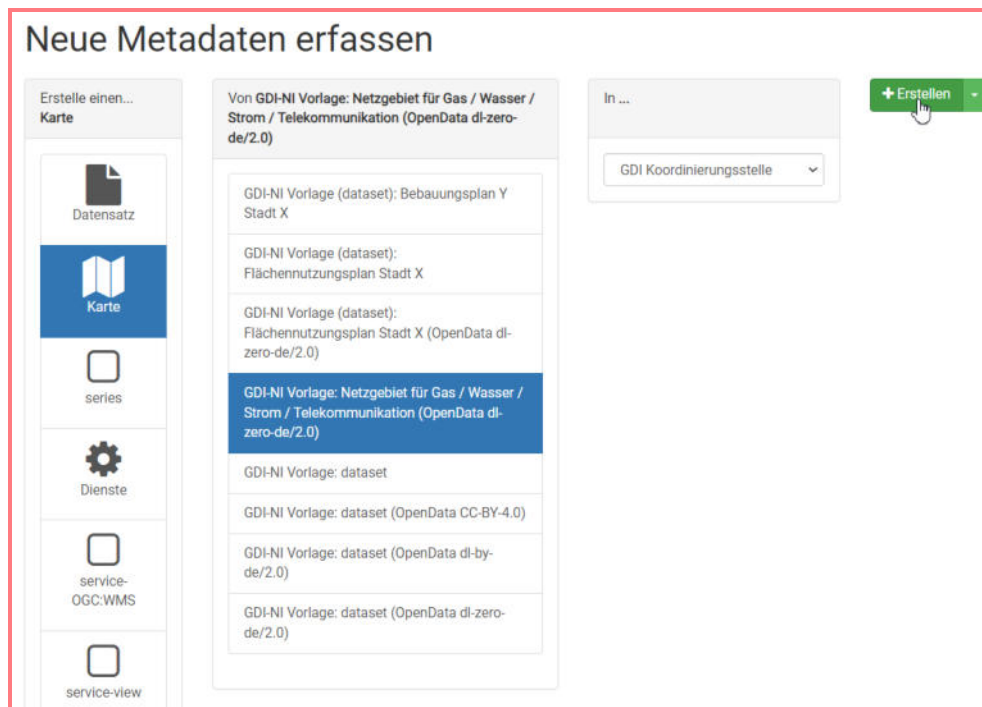 Neue Metadaten erfassen
Erstelle einen...
Karte
Datensatz
Karte
series
Dienste
service-
OGC:WMS
service-view
Von GDI-NI Vorlage: Netzgebiet für Gas / Wasser /
Strom / Telekommunikation (OpenData dl-zero-
de/2.0)
GDI-NI Vorlage (dataset): Bebauungsplan Y
Stadt X
GDI-NI Vorlage (dataset):
Flächennutzungsplan Stadt X
GDI-NI Vorlage (dataset):
Flächennutzungsplan Stadt X (OpenData dl-
zero-de/2.0)
GDI-NI Vorlage: Netzgebiet für Gas / Wasser /
Strom / Telekommunikation (OpenData dl-
zero-de/2.0)
GDI-NI Vorlage: dataset
GDI-NI Vorlage: dataset (OpenData CC-BY-4.0)
GDI-NI Vorlage: dataset (OpenData dl-by-
de/2.0)
GDI-NI Vorlage: dataset (OpenData dl-zero-
de/2.0)
In ...
GDI Koordinierungsstelle
+ Erstellen